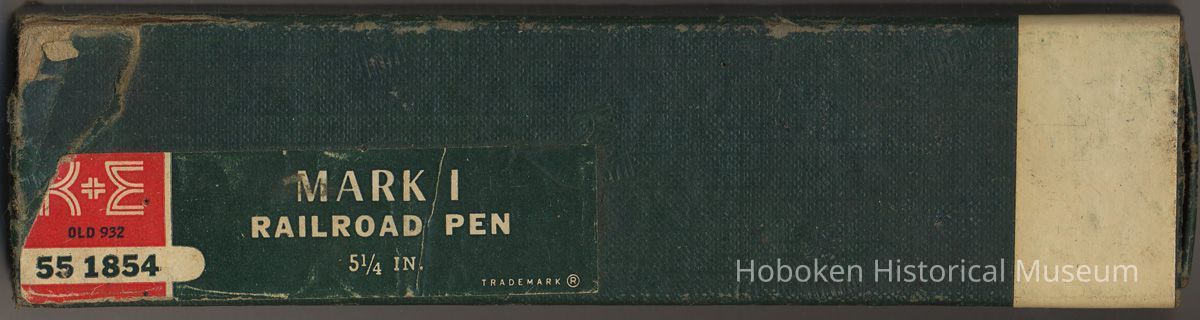 K+E
OLD 932
55 1854
MARK I
RAILROAD PEN
5¼ IN.
TRADEMARK ®
Hoboken Historical Museum